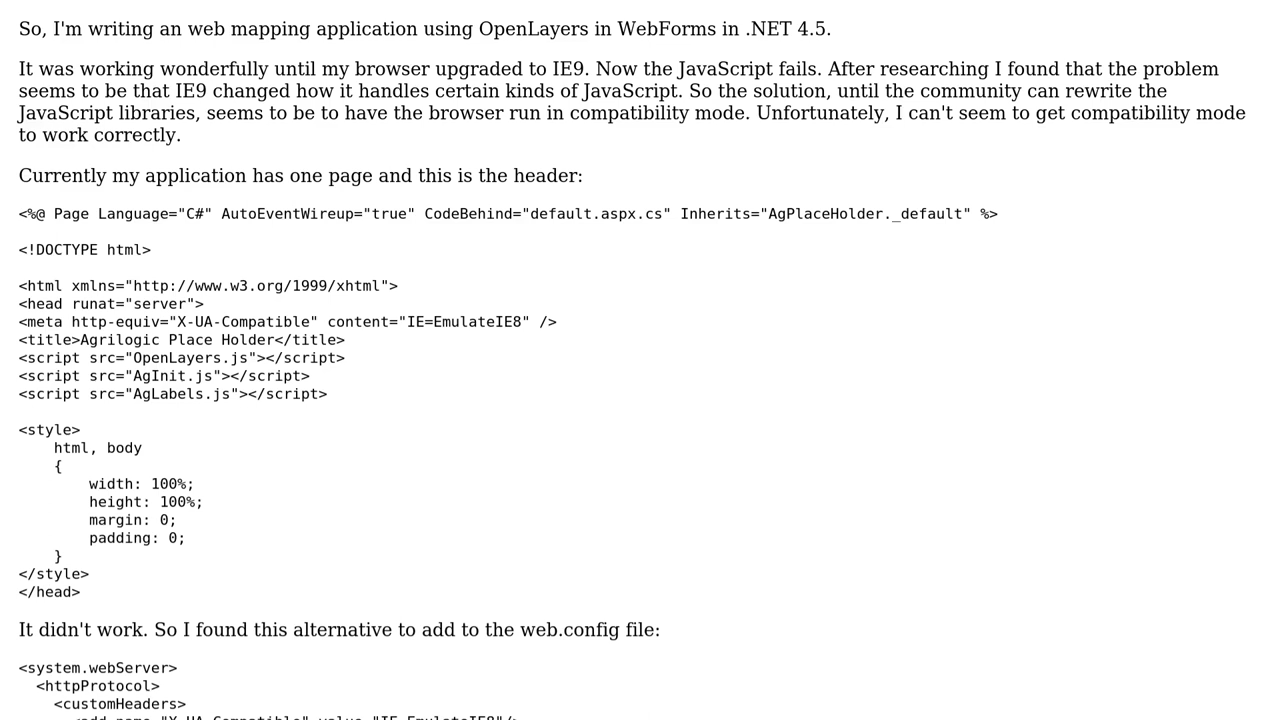 So, I'm writing an web mapping application using OpenLayers in WebForms in .NET 4.5.
It was working wonderfully until my browser upgraded to IE9. Now the JavaScript fails. After researching I found that the problem
seems to be that IE9 changed how it handles certain kinds of JavaScript. So the solution, until the community can rewrite the
JavaScript libraries, seems to be to have the browser run in compatibility mode. Unfortunately, I can't seem to get compatibility mode
to work correctly.
Currently my application has one page and this is the header:
<%@ Page Language="C#" AutoEventWireup="true" CodeBehind="default.aspx.cs" Inherits="AgPlaceHolder._default" %>
<!DOCTYPE html>
<html xmlns="http://www.w3.org/1999/xhtml">
<head runat="server">
<meta http-equiv="X-UA-Compatible" content="IE=EmulateIE8" />
<title>Agrilogic Place Holder</title>
<script src="OpenLayers.js"></script>
<script src="AgInit.js"></script>
<script src="AgLabels.js"></script>
<style>
    html, body
    {
        width: 100%;
        height: 100%;
        margin: 0;
        padding: 0;
    }
</style>
</head>
It didn't work. So I found this alternative to add to the web.config file:
<system.webServer>
  <httpProtocol>
    <customHeaders>
      <add name="X-UA-Compatible" value="IE=EmulateIE8"/>